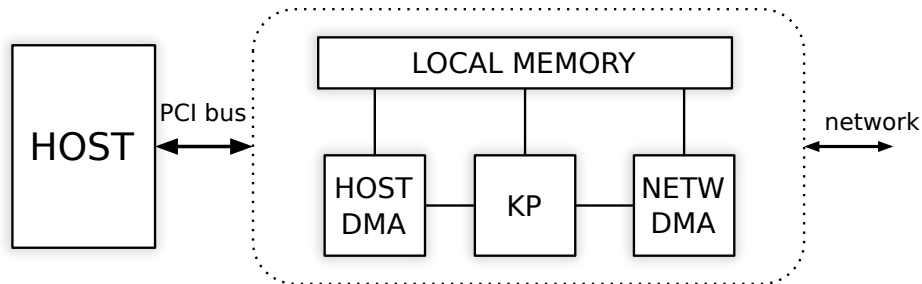 LOCAL MEMORY
PCI bus
network
HOST
HOST
DMA
KP
NETW
DMA